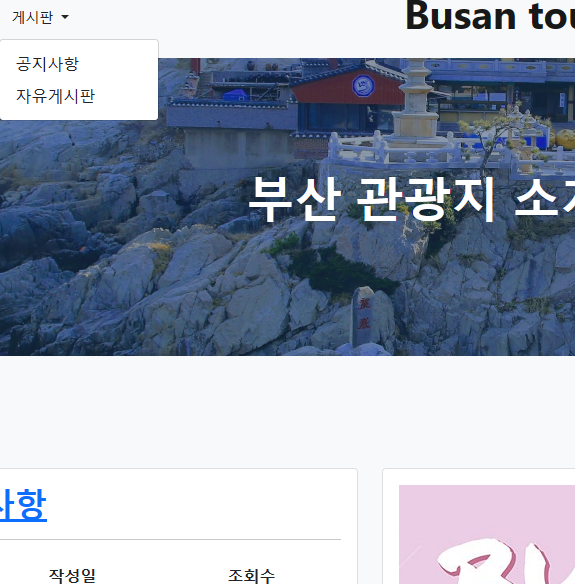 게시판
Busan tou
공지사항
자유게시판
부산 관광지 소
사항
작성일
조회수